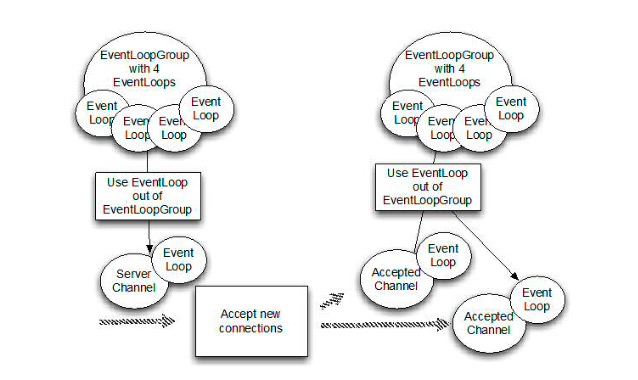 EventLoopGroup
with 4
EventLoops
Event
Loop
Event
Loop
Event
Loop
Event
Loop
Use EventLoop
out of
EventLoopGroup
Server
Channel
Event
Loop
Accept new
connections
EventLoopGroup
with 4
EventLoops
Event
Loop
Event
Loop
Event
Loop
Event
Loop
Use EventLoop
out of
EventLoopGroup
Accepted
Channel
Event
Loop
Accepted
Channel
Event
Loop